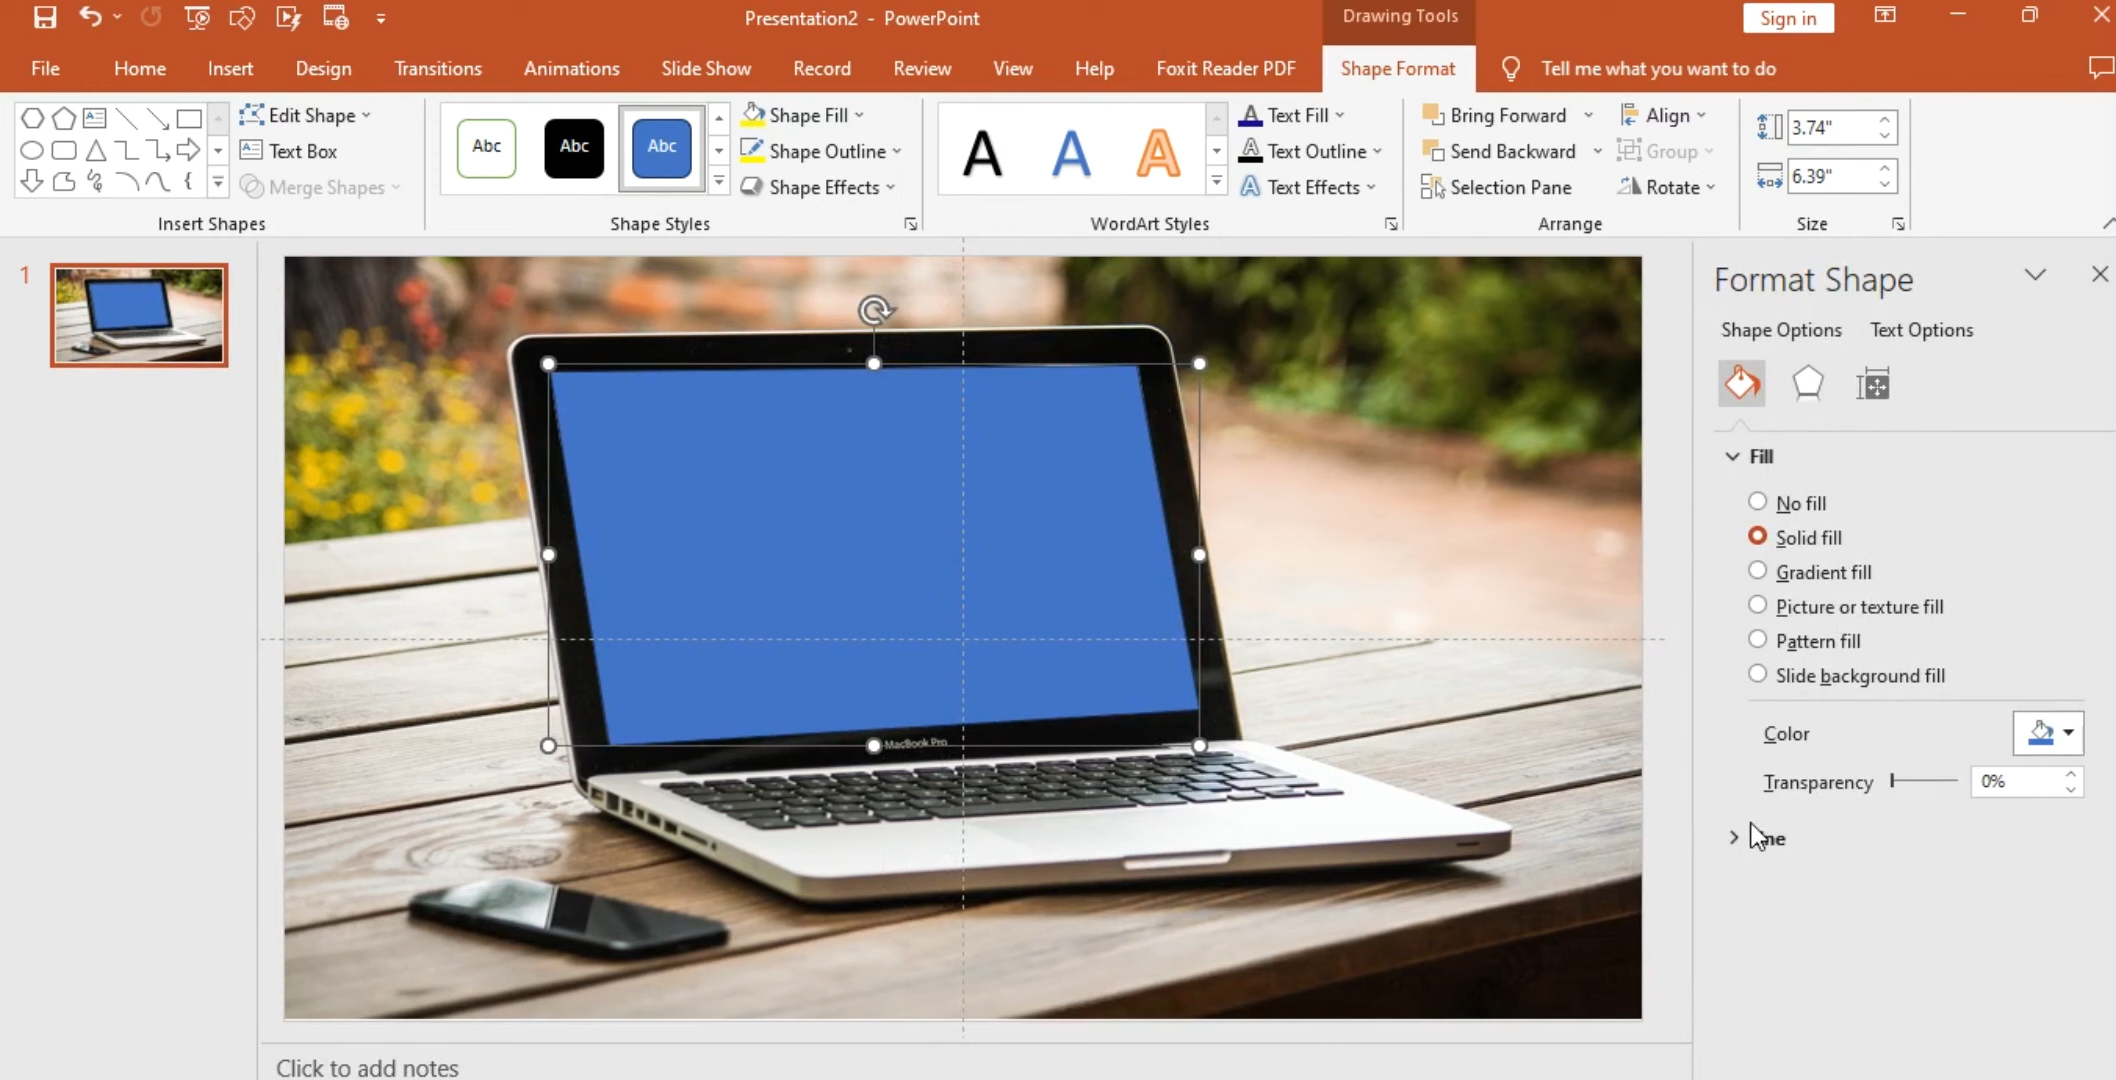 Presentation2 - PowerPoint
Drawing Tools
Sign in
File
Home
Insert
Design
Transitions
Animations
Slide Show
Record
Review
View
Help
Foxit Reader PDF
Shape Format
Tell me what you want to do
Edit Shape
Text Box
Merge Shapes
Insert Shapes
Abc
Abc
Abc
Shape Fill
Shape Outline
Shape Effects
Shape Styles
A
A
A
Text Fill
Text Outline
Text Effects
WordArt Styles
Bring Forward
Send Backward
Selection Pane
Align
Group
Rotate
Arrange
3.74"
6.39"
Size
1
MacBook Pro
Click to add notes
Format Shape
Shape Options
Text Options
Fill
No fill
Solid fill
Gradient fill
Picture or texture fill
Pattern fill
Slide background fill
Color
Transparency
0%